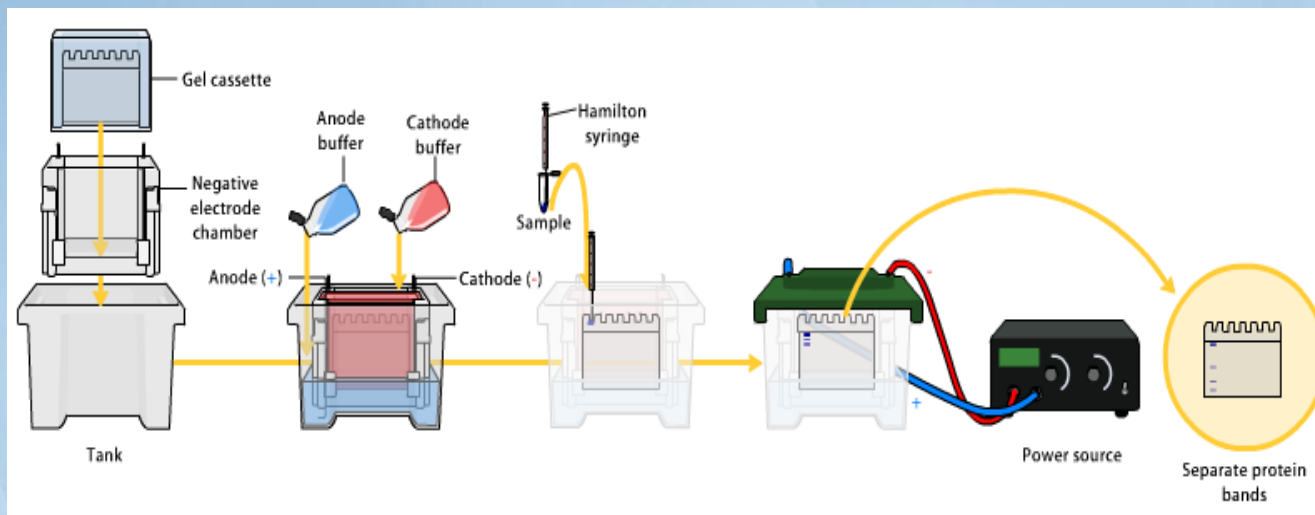 Gel cassette
Negative
electrode
chamber
Tank
Anode
buffer
Cathode
buffer
Anode (+)
Cathode (-)
Hamilton
syringe
Sample
-
+
Power source
Separate protein
bands